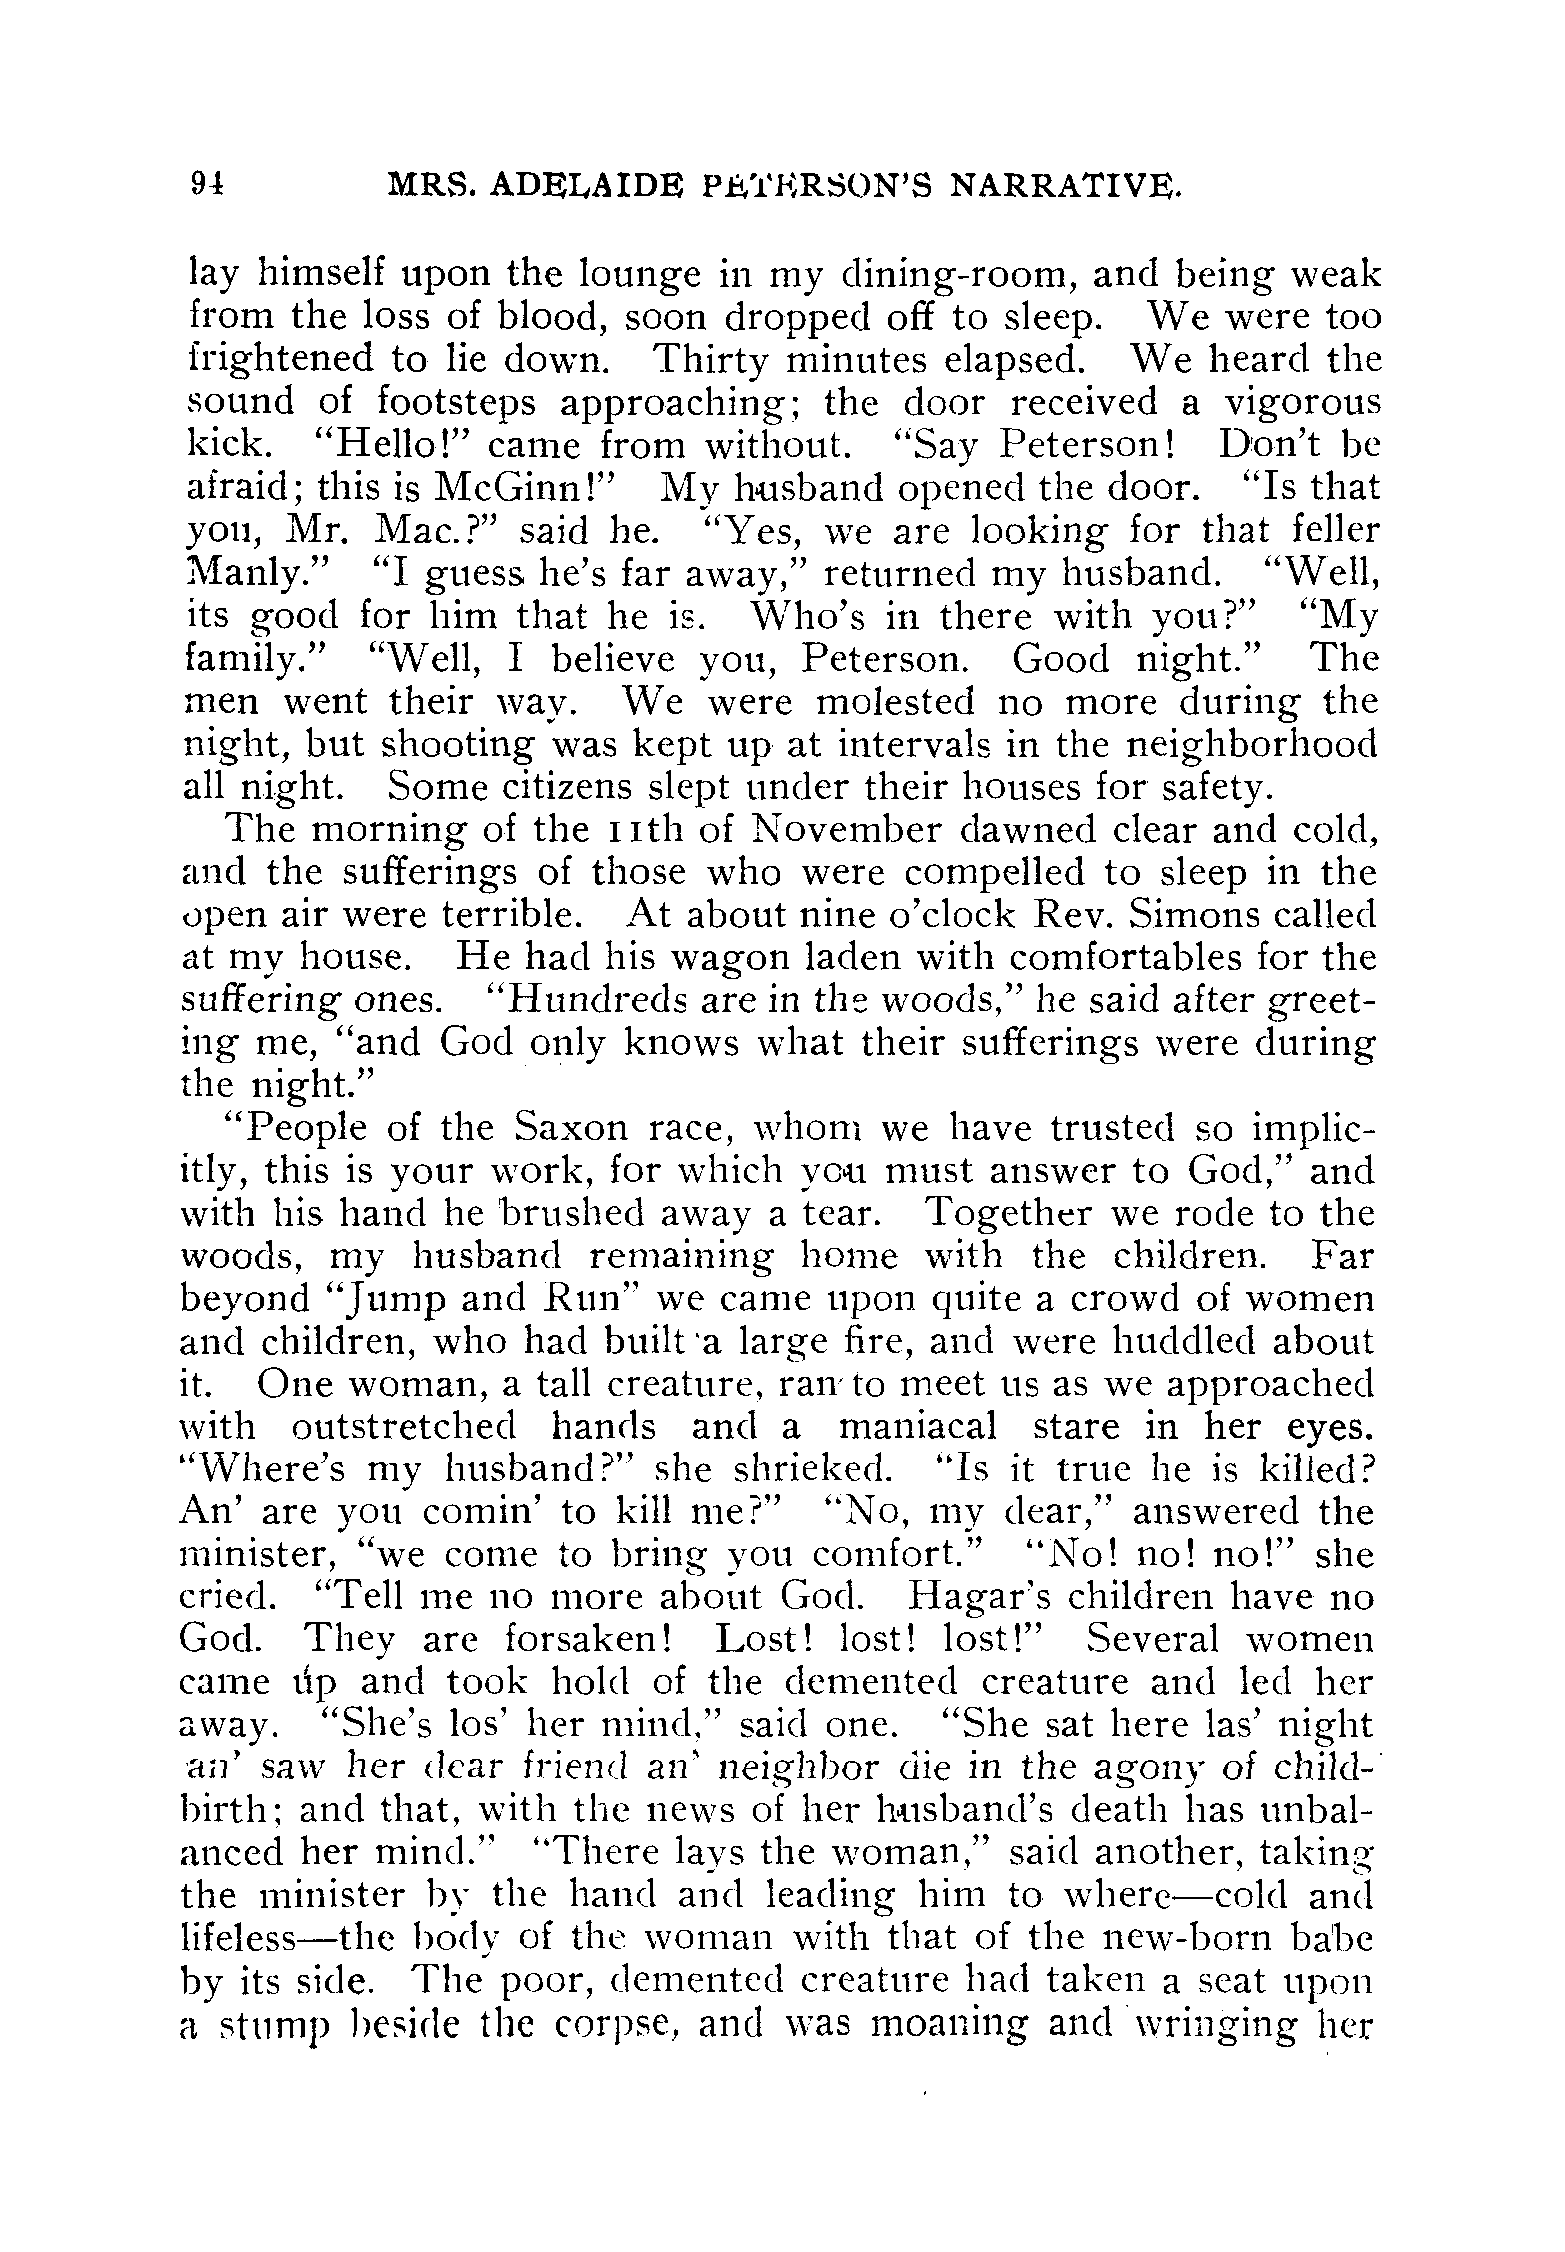 94 MRS. ADELAIDE PETERSON'S NARRATIVE.
lay himself upon the lounge in my dining-room, and being weak
from the loss of blood, soon dropped off to sleep. We were too
frightened to lie down. Thirty minutes elapsed. We heard the
sound of footsteps approaching; the door received a vigorous
kick. “Hello!” came from without. “Say Peterson! Don't be
afraid; this is McGinn!” My husband opened the door. “Is that
you, Mr. Mac.?” said he. “Yes, we are looking for that feller
Manly.” “I guess he's far away,” returned my husband. “Well,
its good for him that he is. Who's in there with you?” “My
family.” “Well, I believe you, Peterson. Good night.” The
men went their way. We were molested no more during the
night, but shooting was kept up at intervals in the neighborhood
all night. Some citizens slept under their houses for safety.
The morning of the 11th of November dawned clear and cold,
and the sufferings of those who were compelled to sleep in the
open air were terrible. At about nine o'clock Rev. Simons called
at my house. He had his wagon laden with comfortables for the
suffering ones. “Hundreds are in the woods,” he said after greet-
ing me, “and God only knows what their sufferings were during
the night.”
“People of the Saxon race, whom we have trusted so implic-
itly, this is your work, for which you must answer to God,” and
with his hand he brushed away a tear. Together we rode to the
woods, my husband remaining home with the children. Far
beyond “Jump and Run” we came upon quite a crowd of women
and children, who had built a large fire, and were huddled about
it. One woman, a tall creature, ran to meet us as we approached
with outstretched hands and a maniacal stare in her eyes.
“Where's my husband?” she shrieked. “Is it true he is killed?
An' are you comin' to kill me?” “No, my dear,” answered the
minister, “we come to bring you comfort.” “No! no! no!” she
cried. “Tell me no more about God. Hagar's children have no
God. They are forsaken! Lost! lost! lost!” Several women
came up and took hold of the demented creature and led her
away. “She's los' her mind,” said one. “She sat here las' night
an' saw her dear friend an' neighbor die in the agony of child-
birth; and that, with the news of her husband's death has unbal-
anced her mind.” “There lays the woman,” said another, taking
the minister by the hand and leading him to where—cold and
lifeless—the body of the woman with that of the new-born babe
by its side. The poor, demented creature had taken a seat upon
a stump beside the corpse, and was moaning and wringing her